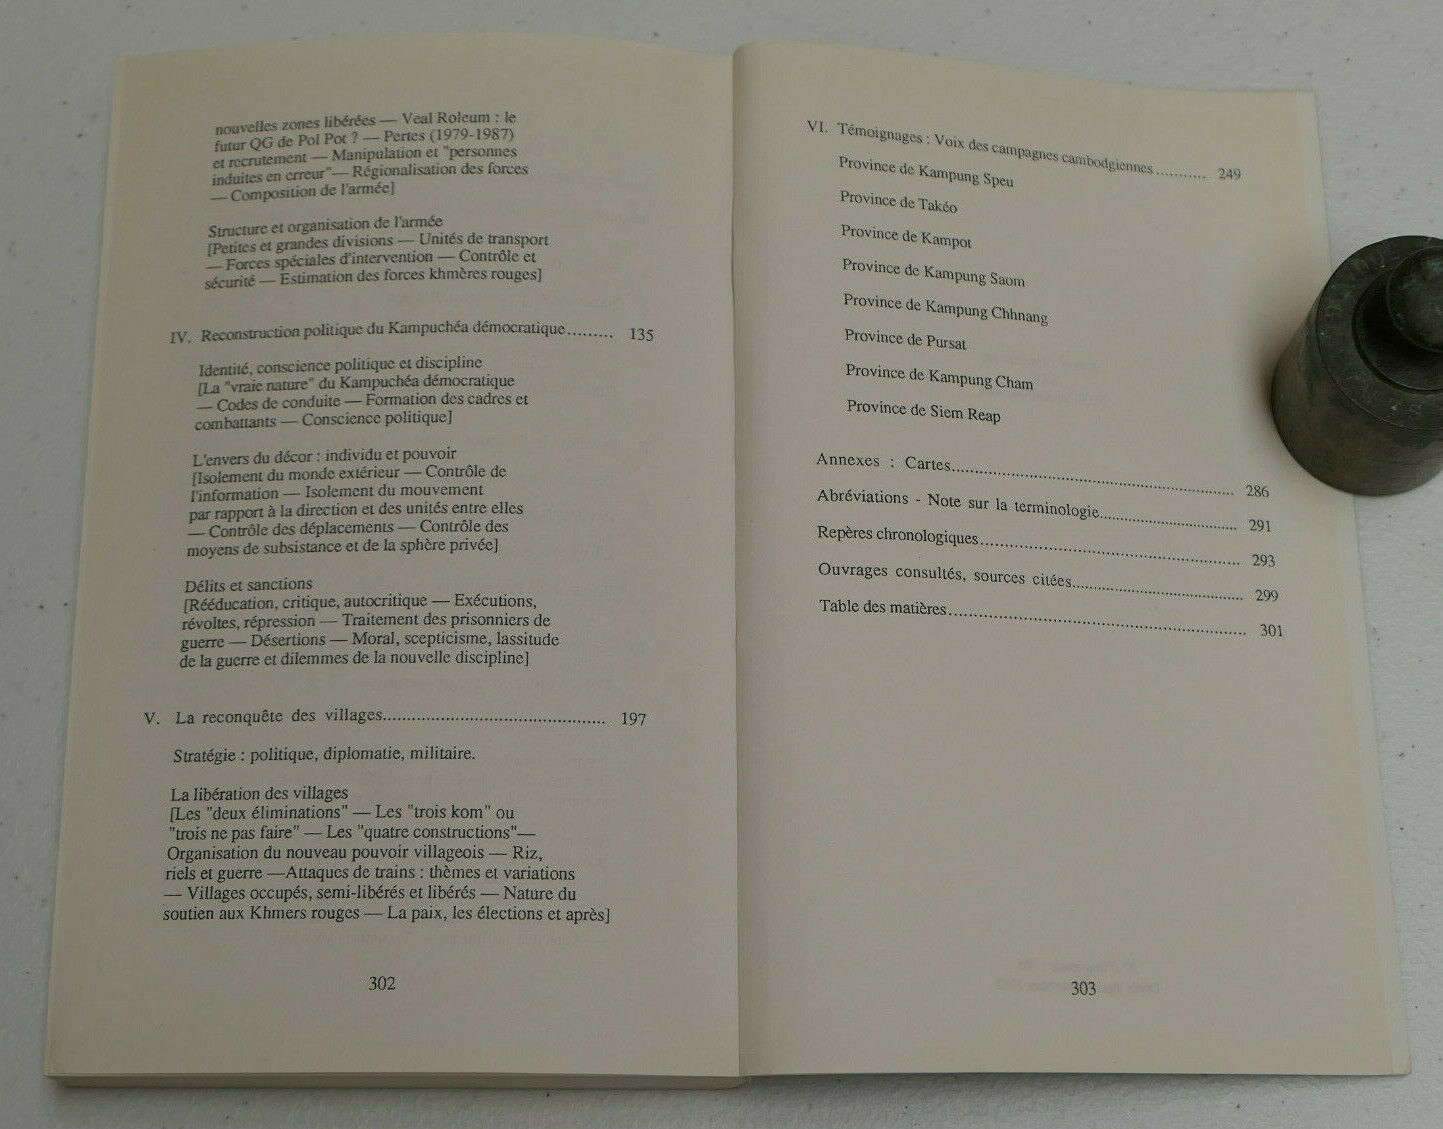 nouvelles zones libérées — Veal Roleum : le
futur QG de Pol Pot ? — Pertes (1979-1987)
et recrutement — Manipulation et "personnes
induites en erreur"— Régionalisation des forces
— Composition de l'armée]
Structure et organisation de l'armée
[Petites et grandes divisions — Unités de transport
— Forces spéciales d'intervention — Contrôle et
sécurité — Estimation des forces khmères rouges]
IV. Reconstruction politique du Kampuchéa démocratique......... 135
Identité, conscience politique et discipline
[La "vraie nature" du Kampuchéa démocratique
— Codes de conduite — Formation des cadres et
combattants — Conscience politique]
L'envers du décor : individu et pouvoir
[Isolement du monde extérieur — Contrôle de
l'information — Isolement du mouvement
par rapport à la direction et des unités entre elles
— Contrôle des déplacements — Contrôle des
moyens de subsistance et de la sphère privée]
Délits et sanctions
[Rééducation, critique, autocritique — Exécutions,
révoltes, répression — Traitement des prisonniers de
guerre — Désertions — Moral, scepticisme, lassitude
de la guerre et dilemmes de la nouvelle discipline]
V. La reconquête des villages............................................. 197
Stratégie : politique, diplomatie, militaire.
La libération des villages
[Les "deux éliminations" — Les "trois kom" ou
"trois ne pas faire" — Les "quatre constructions"—
Organisation du nouveau pouvoir villageois — Riz,
riels et guerre —Attaques de trains : thèmes et variations
— Villages occupés, semi-libérés et libérés — Nature du
soutien aux Khmers rouges — La paix, les élections et après]
302
VI. Témoignages : Voix des campagnes cambodgiennes........... 249
Province de Kampung Speu
Province de Takéo
Province de Kampot
Province de Kampung Saom
Province de Kampung Chhnang
Province de Pursat
Province de Kampung Cham
Province de Siem Reap
Annexes : Cartes............................................................ 286
Abréviations - Note sur la terminologie............................. 291
Repères chronologiques...................................................... 293
Ouvrages consultés, sources citées..................................... 299
Table des matières............................................................... 301
303